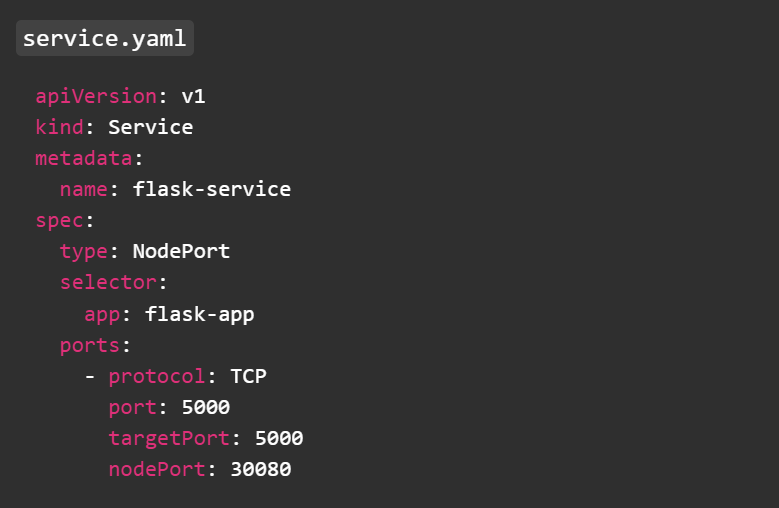 service.yaml
apiVersion: v1
kind: Service
metadata:
  name: flask-service
spec:
  type: NodePort
  selector:
    app: flask-app
  ports:
    - protocol: TCP
      port: 5000
      targetPort: 5000
      nodePort: 30080